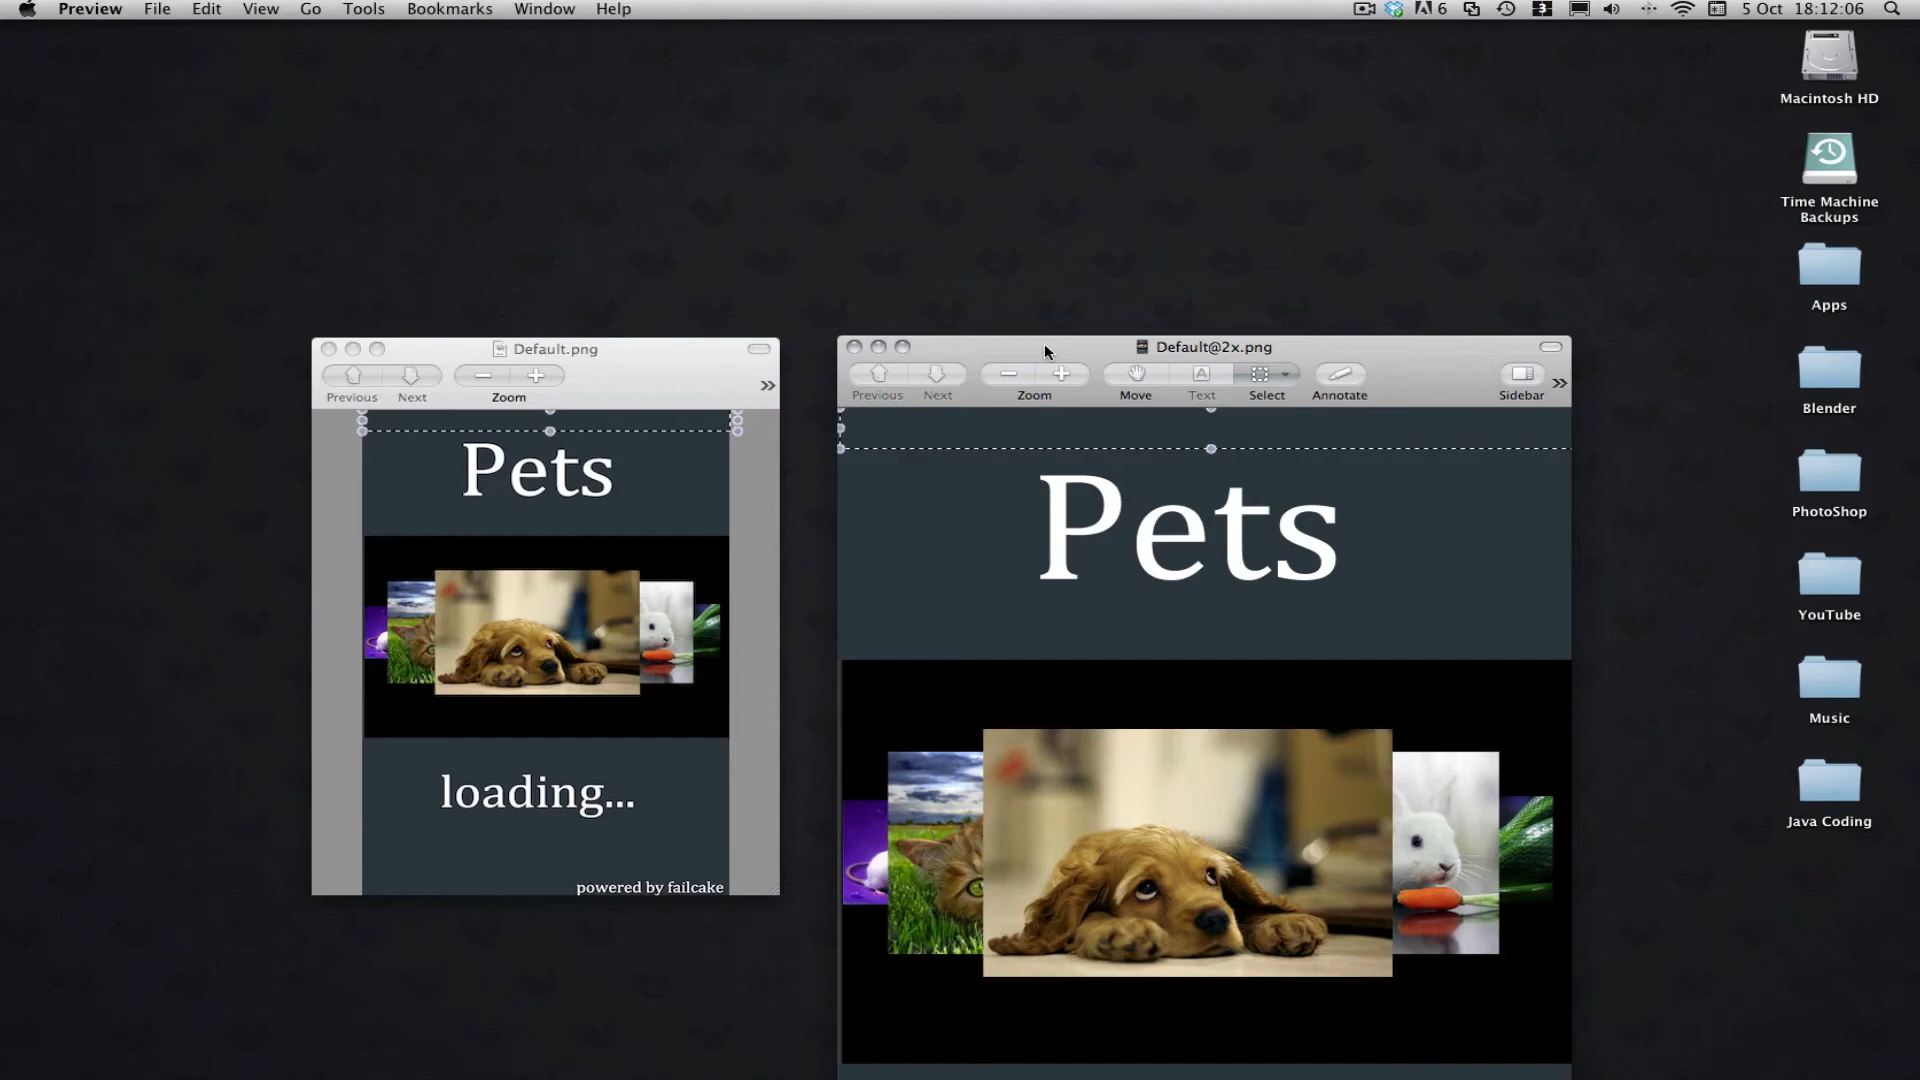 Preview File Edit View Go Tools Bookmarks Window Help
6 3 5 Oct 18:12:06
Macintosh HD
Time Machine
Backups
Apps
Blender
PhotoShop
YouTube
Music
Java Coding
Default.png
Previous Next Zoom
Pets
loading...
powered by failcake
Default@2x.png
Previous Next Zoom Move Text Select Annotate Sidebar
Pets